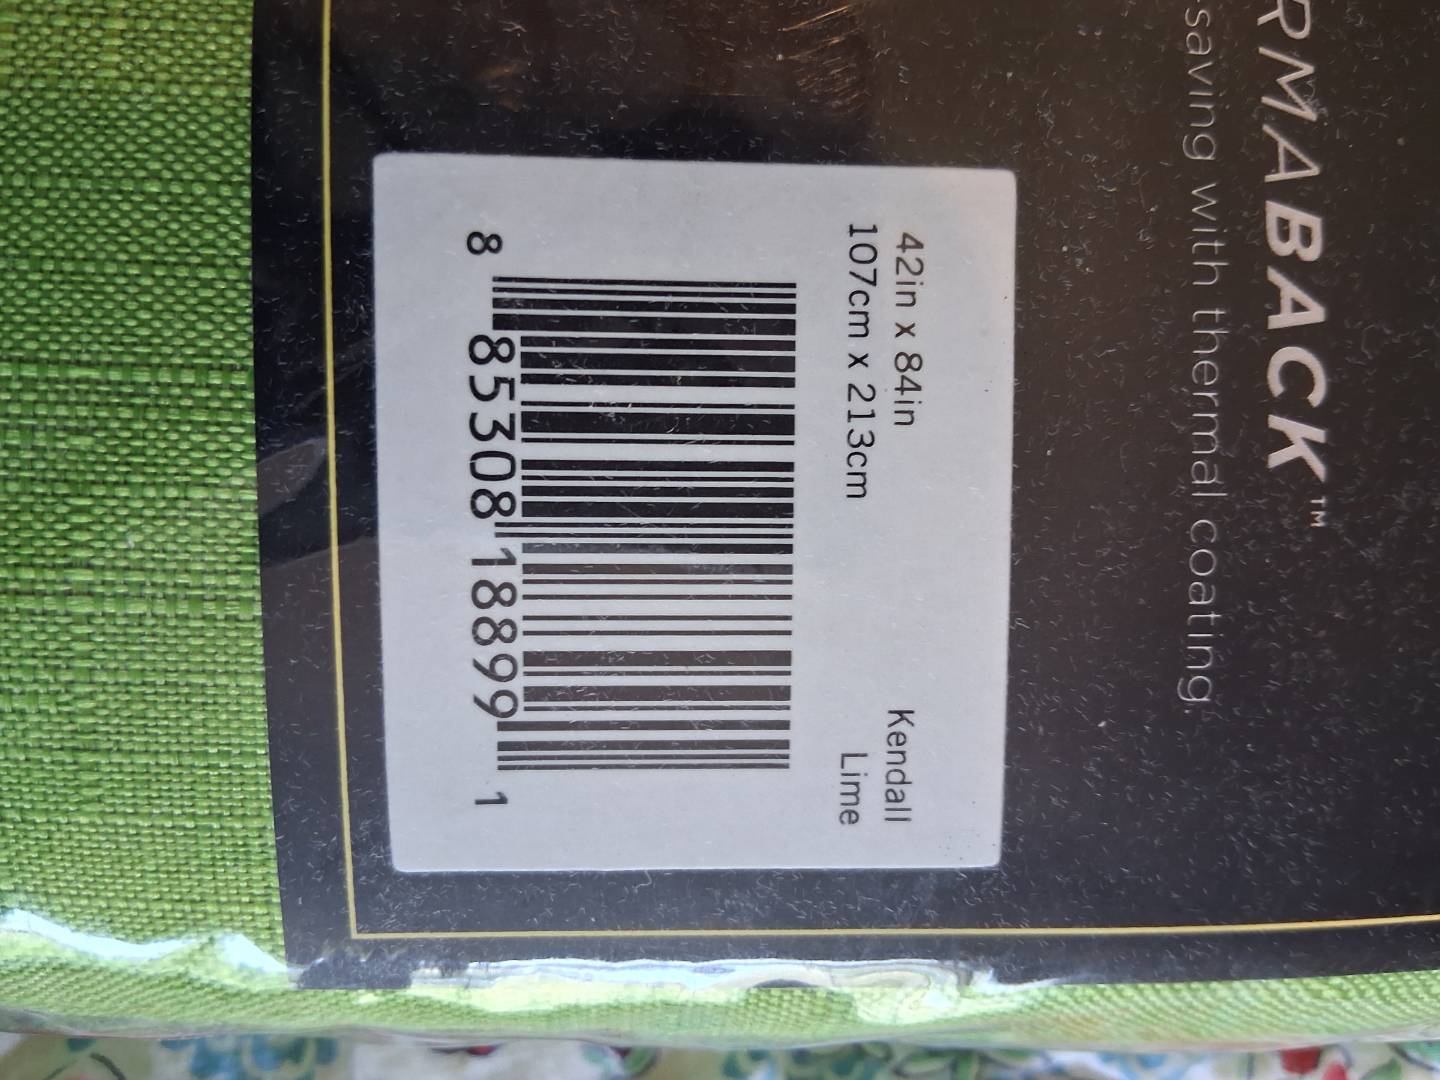 RMABACK™
saving with thermal coating.
42in x 84in Kendall
107cm x 213cm Lime
8 85308 18899 1